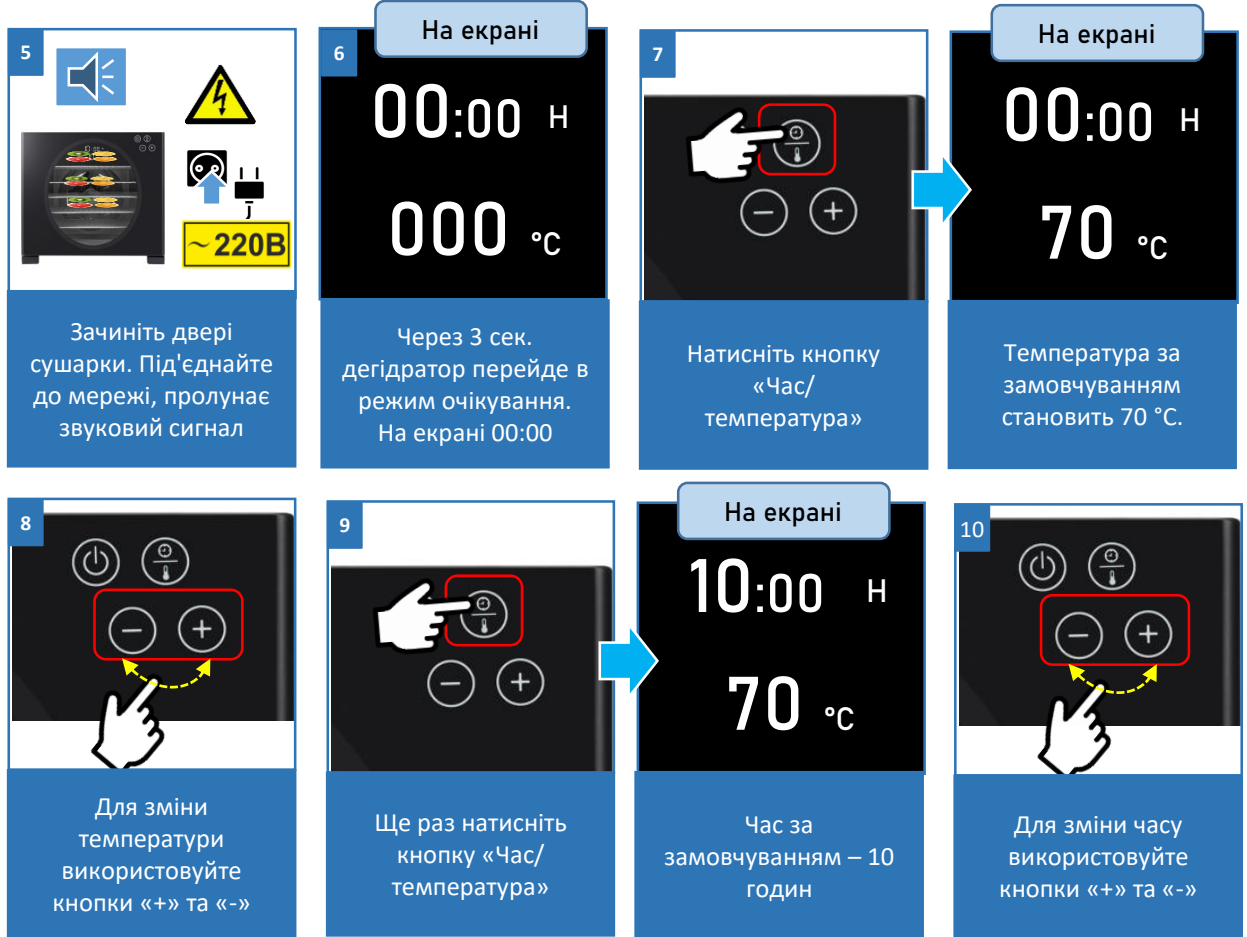 5
~220В
Зачиніть двері
сушарки. Під'єднайте
до мережі, пролунає
звуковий сигнал
6
На екрані
00:00 H
000 °C
Через 3 сек.
дегідратор перейде в
режим очікування.
На екрані 00:00
7
Натисніть кнопку
«Час/
температура»
На екрані
00:00 H
70 °C
Температура за
замовчуванням
становить 70 °C.
8
Для зміни
температури
використовуйте
кнопки «+» та «-»
9
Ще раз натисніть
кнопку «Час/
температура»
На екрані
10:00 H
70 °C
Час за
замовчуванням – 10
годин
10
Для зміни часу
використовуйте
кнопки «+» та «-»